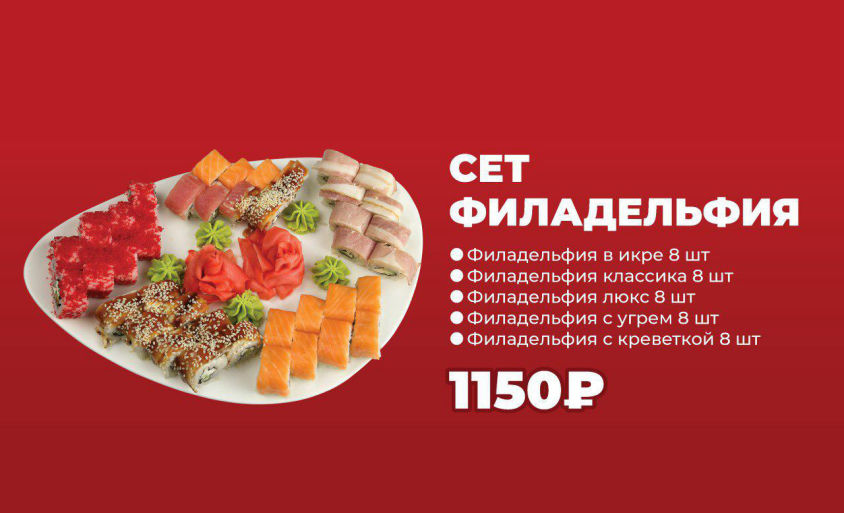 СЕТ
ФИЛАДЕЛЬФИЯ
● Филадельфия в икре 8 шт
● Филадельфия классика 8 шт
● Филадельфия люкс 8 шт
● Филадельфия с угрем 8 шт
● Филадельфия с креветкой 8 шт
1150₽